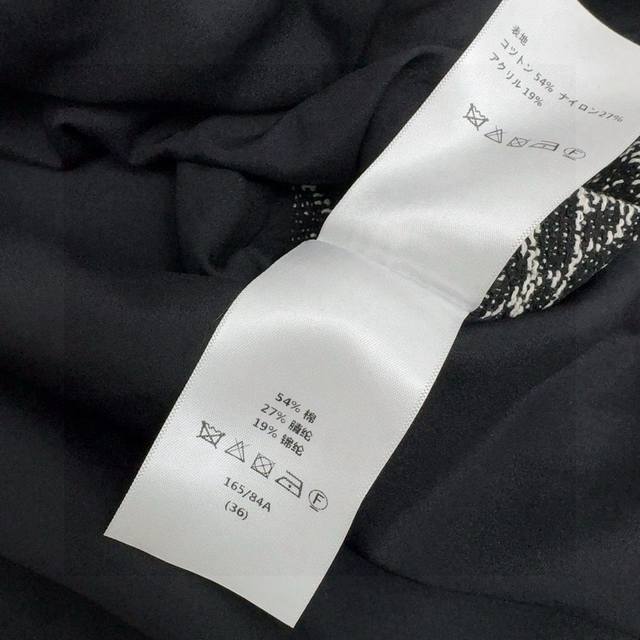 表地
コットン 54% ナイロン27%
アクリル 19%
54% 棉
27% 睛纶
19% 锦纶
165/84A
(36)